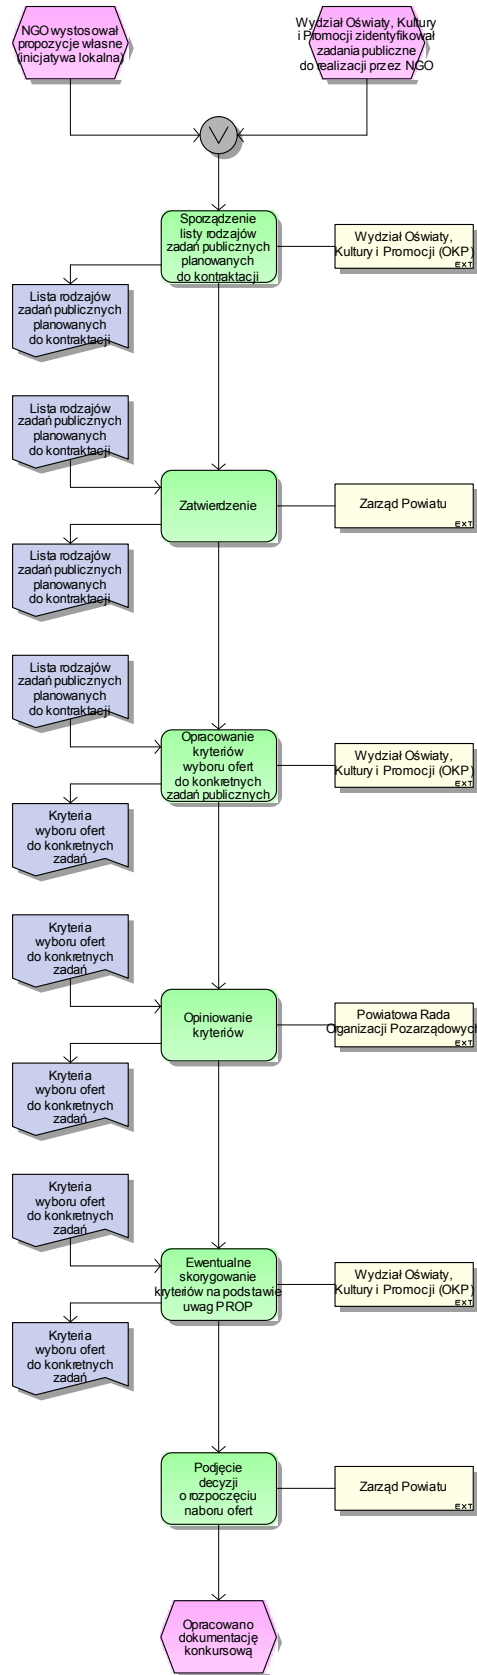 NGO wystosował
propozycje własne
(inicjatywa lokalna)
Wydział Oświaty, Kultury
i Promocji zidentyfikował
zadania publiczne
do realizacji przez NGO
Sporządzenie
listy rodzajów
zadań publicznych
planowanych
do kontraktacji
Wydział Oświaty,
Kultury i Promocji (OKP)
EXT
Lista rodzajów
zadań publicznych
planowanych
do kontraktacji
Lista rodzajów
zadań publicznych
planowanych
do kontraktacji
Zatwierdzenie
Zarząd Powiatu
EXT
Lista rodzajów
zadań publicznych
planowanych
do kontraktacji
Lista rodzajów
zadań publicznych
planowanych
do kontraktacji
Opracowanie
kryteriów
wyboru ofert
do konkretnych
zadań publicznych
Wydział Oświaty,
Kultury i Promocji (OKP)
EXT
Kryteria
wyboru ofert
do konkretnych
zadań
Kryteria
wyboru ofert
do konkretnych
zadań
Opiniowanie
kryteriów
Powiatowa Rada
Oganizacji Pozarządowych
EXT
Kryteria
wyboru ofert
do konkretnych
zadań
Kryteria
wyboru ofert
do konkretnych
zadań
Ewentualne
skorygowanie
kryteriów na podstawie
uwag PROP
Wydział Oświaty,
Kultury i Promocji (OKP)
EXT
Kryteria
wyboru ofert
do konkretnych
zadań
Podjęcie
decyzji
o rozpoczęciu
naboru ofert
Zarząd Powiatu
EXT
Opracowano
dokumentację
konkursową